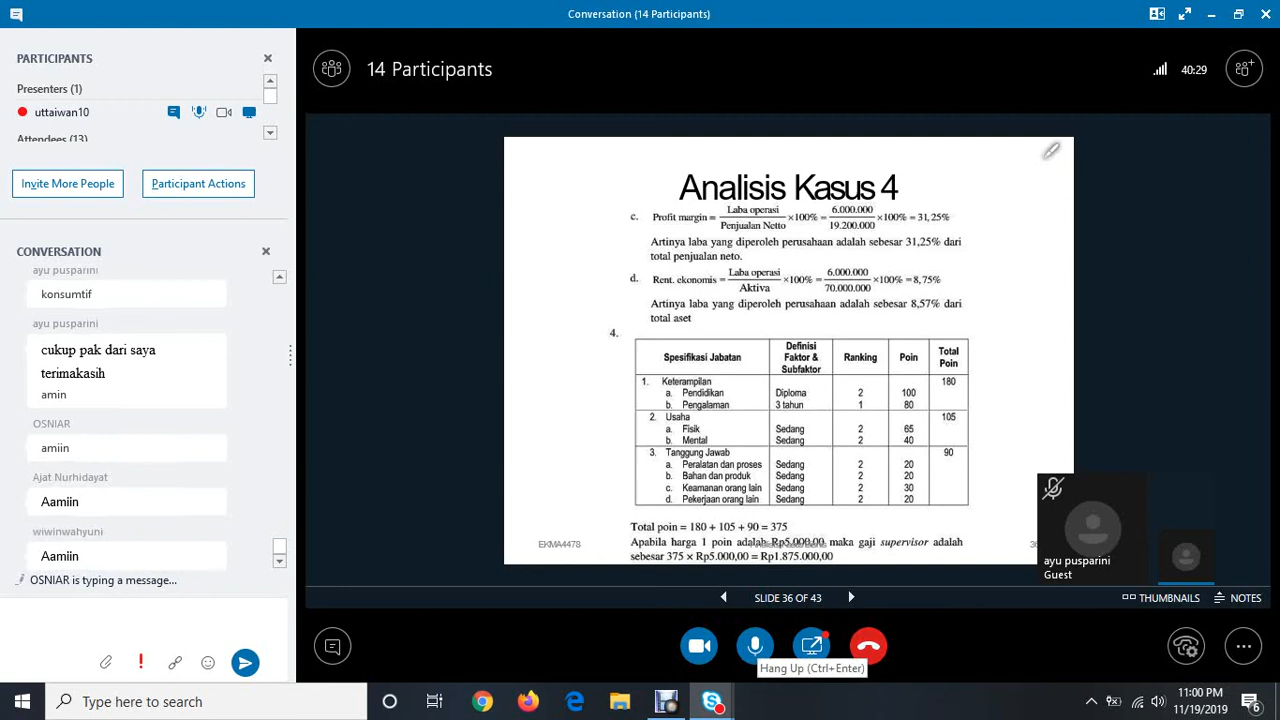 Conversation (14 Participants)
PARTICIPANTS
Presenters (1)
uttaiwan10
Attendees (13)
Invite More People
Participant Actions
CONVERSATION
ayu pusparini
konsumtif
ayu pusparini
cukup pak dari saya
terimakasih
amin
OSNIAR
amiin
Ajat Nurhidayat
Aamiin
wiwinwahyuni
Aamiin
OSNIAR is typing a message...
14 Participants
40:29
Analisis Kasus 4
c. Profit margin = Laba operasi / Penjualan Netto ×100% = 6.000.000 / 19.200.000 ×100% = 31,25%
Artinya laba yang diperoleh perusahaan adalah sebesar 31,25% dari
total penjualan neto.
d. Rent. ekonomis = Laba operasi / Aktiva ×100% = 6.000.000 / 70.000.000 ×100% = 8,75%
Artinya laba yang diperoleh perusahaan adalah sebesar 8,57% dari
total aset
4.
Spesifikasi Jabatan Definisi Faktor & Subfaktor Ranking Poin Total Poin
1. Keterampilan 180
a. Pendidikan Diploma 2 100
b. Pengalaman 3 tahun 1 80
2. Usaha 105
a. Fisik Sedang 2 65
b. Mental Sedang 2 40
3. Tanggung Jawab 90
a. Peralatan dan proses Sedang 2 20
b. Bahan dan produk Sedang 2 20
c. Keamanan orang lain Sedang 2 30
d. Pekerjaan orang lain Sedang 2 20
Total poin = 180 + 105 + 90 = 375
Apabila harga 1 poin adalah Rp5.000,00 maka gaji supervisor adalah
EKMA4478
sebesar 375 × Rp5.000,00 = Rp1.875.000,00
ayu pusparini
Guest
SLIDE 36 OF 43
THUMBNAILS
NOTES
Hang Up (Ctrl+Enter)
Type here to search
11:00 PM
11/19/2019
6